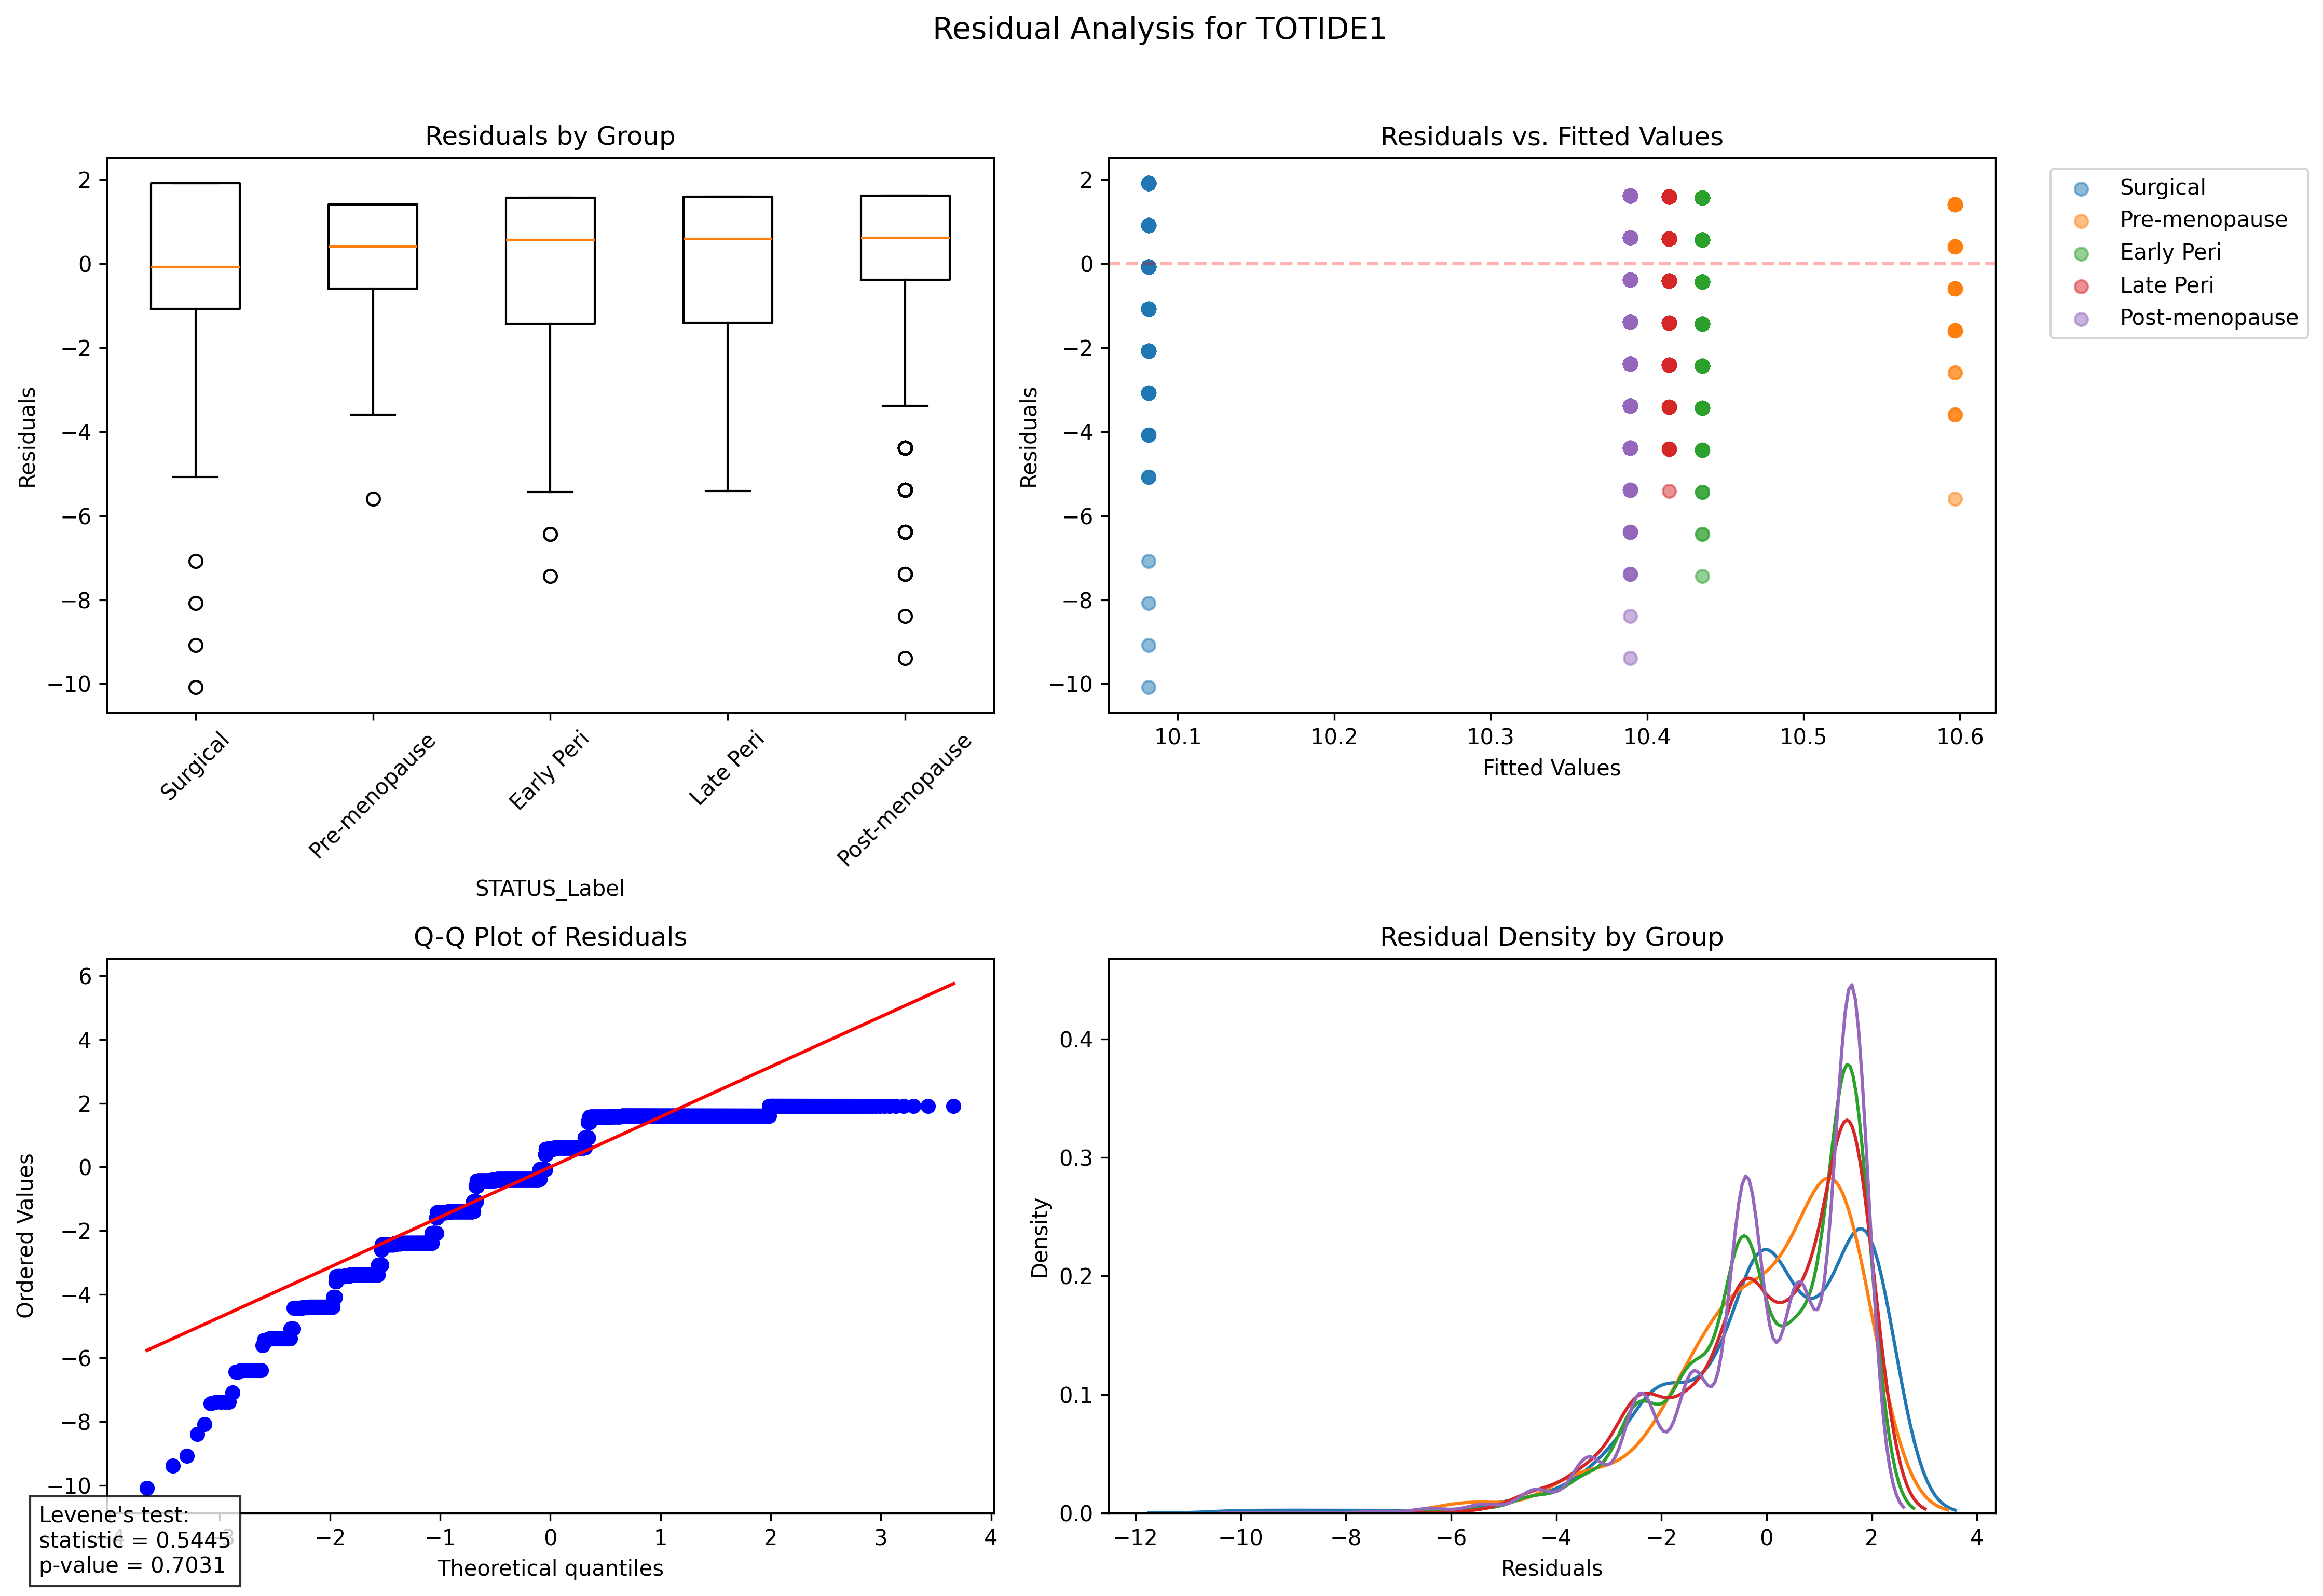 Residual Analysis for TOTIDE1
Residuals by Group
2
0
−2
−4
−6
−8
−10
Residuals
Surgical
Pre-menopause
Early Peri
Late Peri
Post-menopause
STATUS_Label
Residuals vs. Fitted Values
2
0
−2
−4
−6
−8
−10
Residuals
10.1
10.2
10.3
10.4
10.5
10.6
Fitted Values
Surgical
Pre-menopause
Early Peri
Late Peri
Post-menopause
Q-Q Plot of Residuals
6
4
2
0
−2
−4
−6
−8
−10
Ordered Values
−4
−3
−2
−1
0
1
2
3
4
Theoretical quantiles
Levene's test:
statistic = 0.5445
p-value = 0.7031
Residual Density by Group
0.4
0.3
0.2
0.1
0.0
Density
−12
−10
−8
−6
−4
−2
0
2
4
Residuals